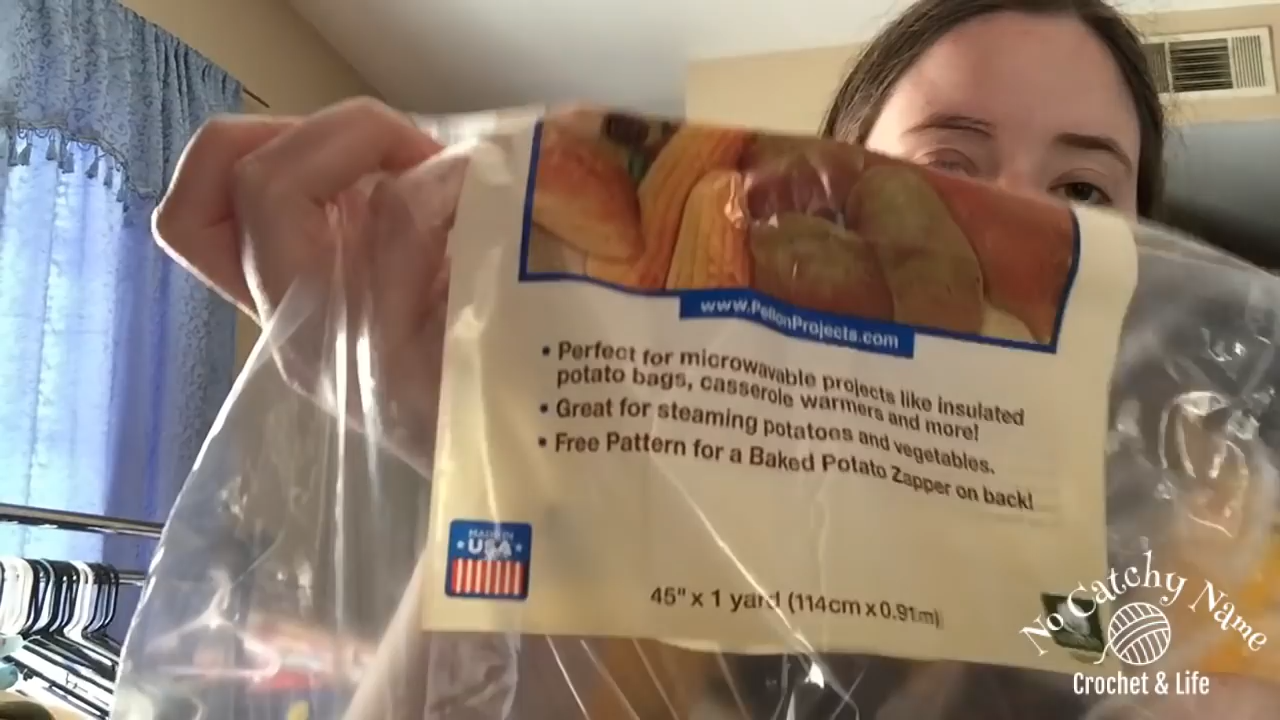 www.PellonProjects.com
• Perfect for microwavable projects like insulated
potato bags, casserole warmers and more!
• Great for steaming potatoes and vegetables.
• Free Pattern for a Baked Potato Zapper on back!
MADE IN
USA
45" x 1 yard (114cm x 0.91m)
No Catchy Name
Crochet & Life